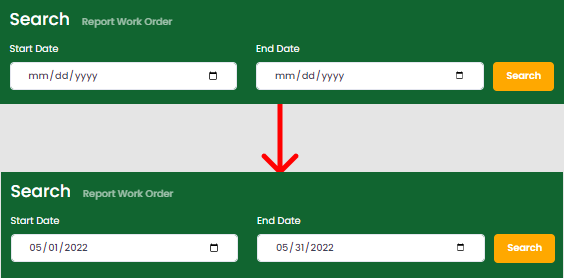 Search Report Work Order
Start Date End Date
mm/dd/yyyy mm/dd/yyyy Search
Search Report Work Order
Start Date End Date
05/01/2022 05/31/2022 Search